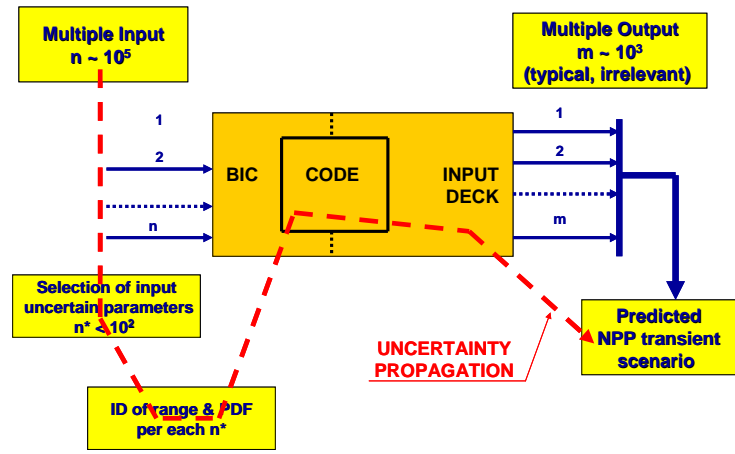 Multiple Input
n ~ 10⁵
Multiple Output
m ~ 10³
(typical, irrelevant)
1
2
n
BIC
CODE
INPUT
DECK
1
2
m
Selection of input
uncertain parameters
n* < 10²
ID of range & PDF
per each n*
UNCERTAINTY
PROPAGATION
Predicted
NPP transient
scenario